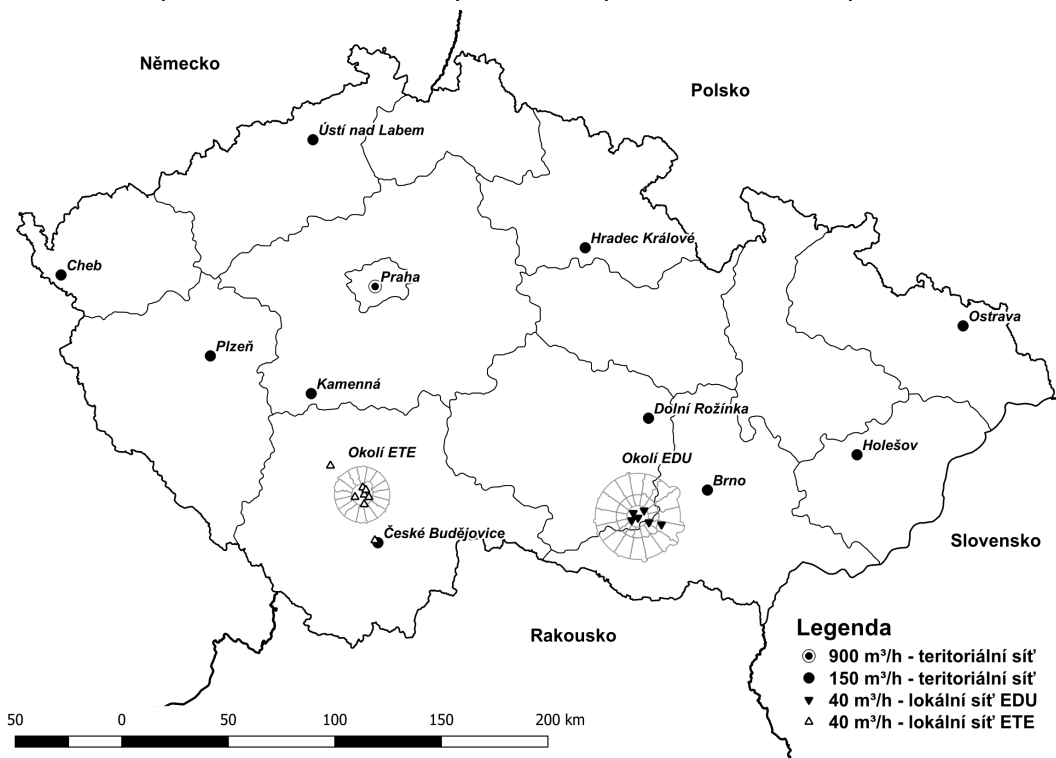 Německo
Polsko
Ústí nad Labem
Hradec Králové
Cheb
Praha
Ostrava
Plzeň
Kamenná
Dolní Rožínka
Okolí ETE
Okolí EDU
Holešov
Brno
České Budějovice
Slovensko
Rakousko
Legenda
900 m³/h - teritoriální síť
150 m³/h - teritoriální síť
40 m³/h - lokální síť EDU
40 m³/h - lokální síť ETE
50 0 50 100 150 200 km